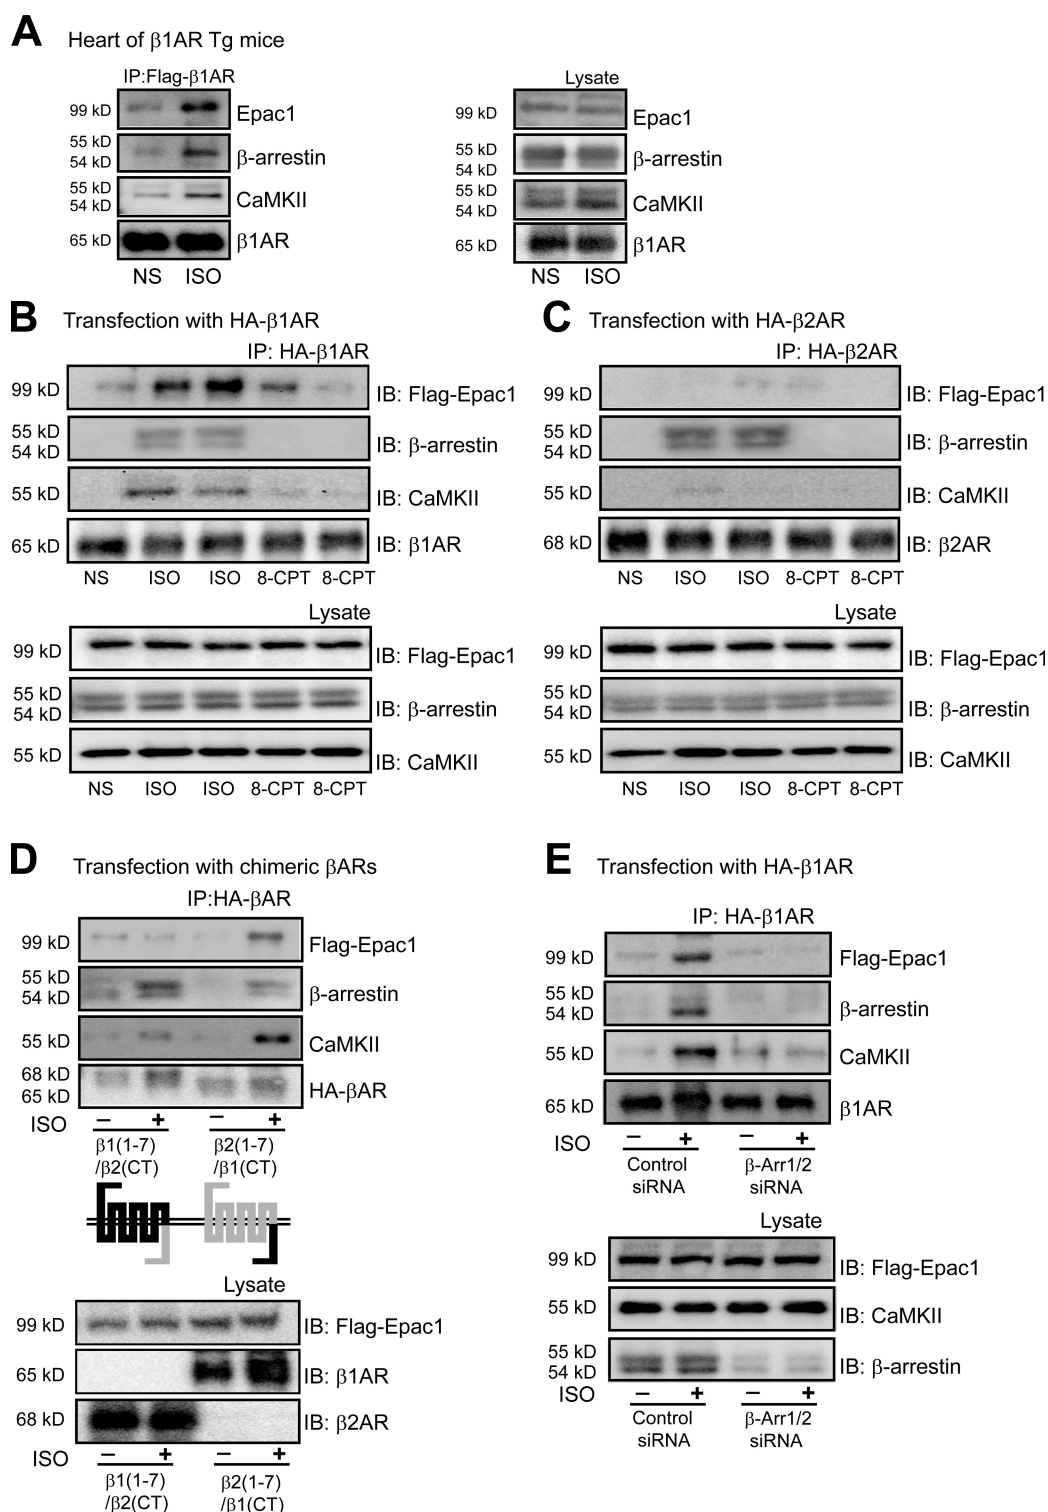 A Heart of β1AR Tg mice
IP:Flag-β1AR
99 kD Epac1
55 kD
54 kD β-arrestin
55 kD
54 kD CaMKII
65 kD β1AR
NS ISO
Lysate
99 kD Epac1
55 kD
54 kD β-arrestin
55 kD
54 kD CaMKII
65 kD β1AR
NS ISO
B Transfection with HA-β1AR
IP: HA-β1AR
99 kD IB: Flag-Epac1
55 kD
54 kD IB: β-arrestin
55 kD IB: CaMKII
65 kD IB: β1AR
NS ISO ISO 8-CPT 8-CPT
Lysate
99 kD IB: Flag-Epac1
55 kD
54 kD IB: β-arrestin
55 kD IB: CaMKII
NS ISO ISO 8-CPT 8-CPT
C Transfection with HA-β2AR
IP: HA-β2AR
99 kD IB: Flag-Epac1
55 kD
54 kD IB: β-arrestin
55 kD IB: CaMKII
68 kD IB: β2AR
NS ISO ISO 8-CPT 8-CPT
Lysate
99 kD IB: Flag-Epac1
55 kD
54 kD IB: β-arrestin
55 kD IB: CaMKII
NS ISO ISO 8-CPT 8-CPT
D Transfection with chimeric βARs
IP:HA-βAR
99 kD Flag-Epac1
55 kD
54 kD β-arrestin
55 kD CaMKII
68 kD
65 kD HA-βAR
ISO − + − +
β1(1-7) β2(1-7)
/β2(CT) /β1(CT)
Lysate
99 kD IB: Flag-Epac1
65 kD IB: β1AR
68 kD IB: β2AR
ISO − + − +
β1(1-7) β2(1-7)
/β2(CT) /β1(CT)
E Transfection with HA-β1AR
IP: HA-β1AR
99 kD Flag-Epac1
55 kD
54 kD β-arrestin
55 kD CaMKII
65 kD β1AR
ISO − + − +
Control β-Arr1/2
siRNA siRNA
Lysate
99 kD IB: Flag-Epac1
55 kD IB: CaMKII
55 kD
54 kD IB: β-arrestin
ISO − + − +
Control β-Arr1/2
siRNA siRNA